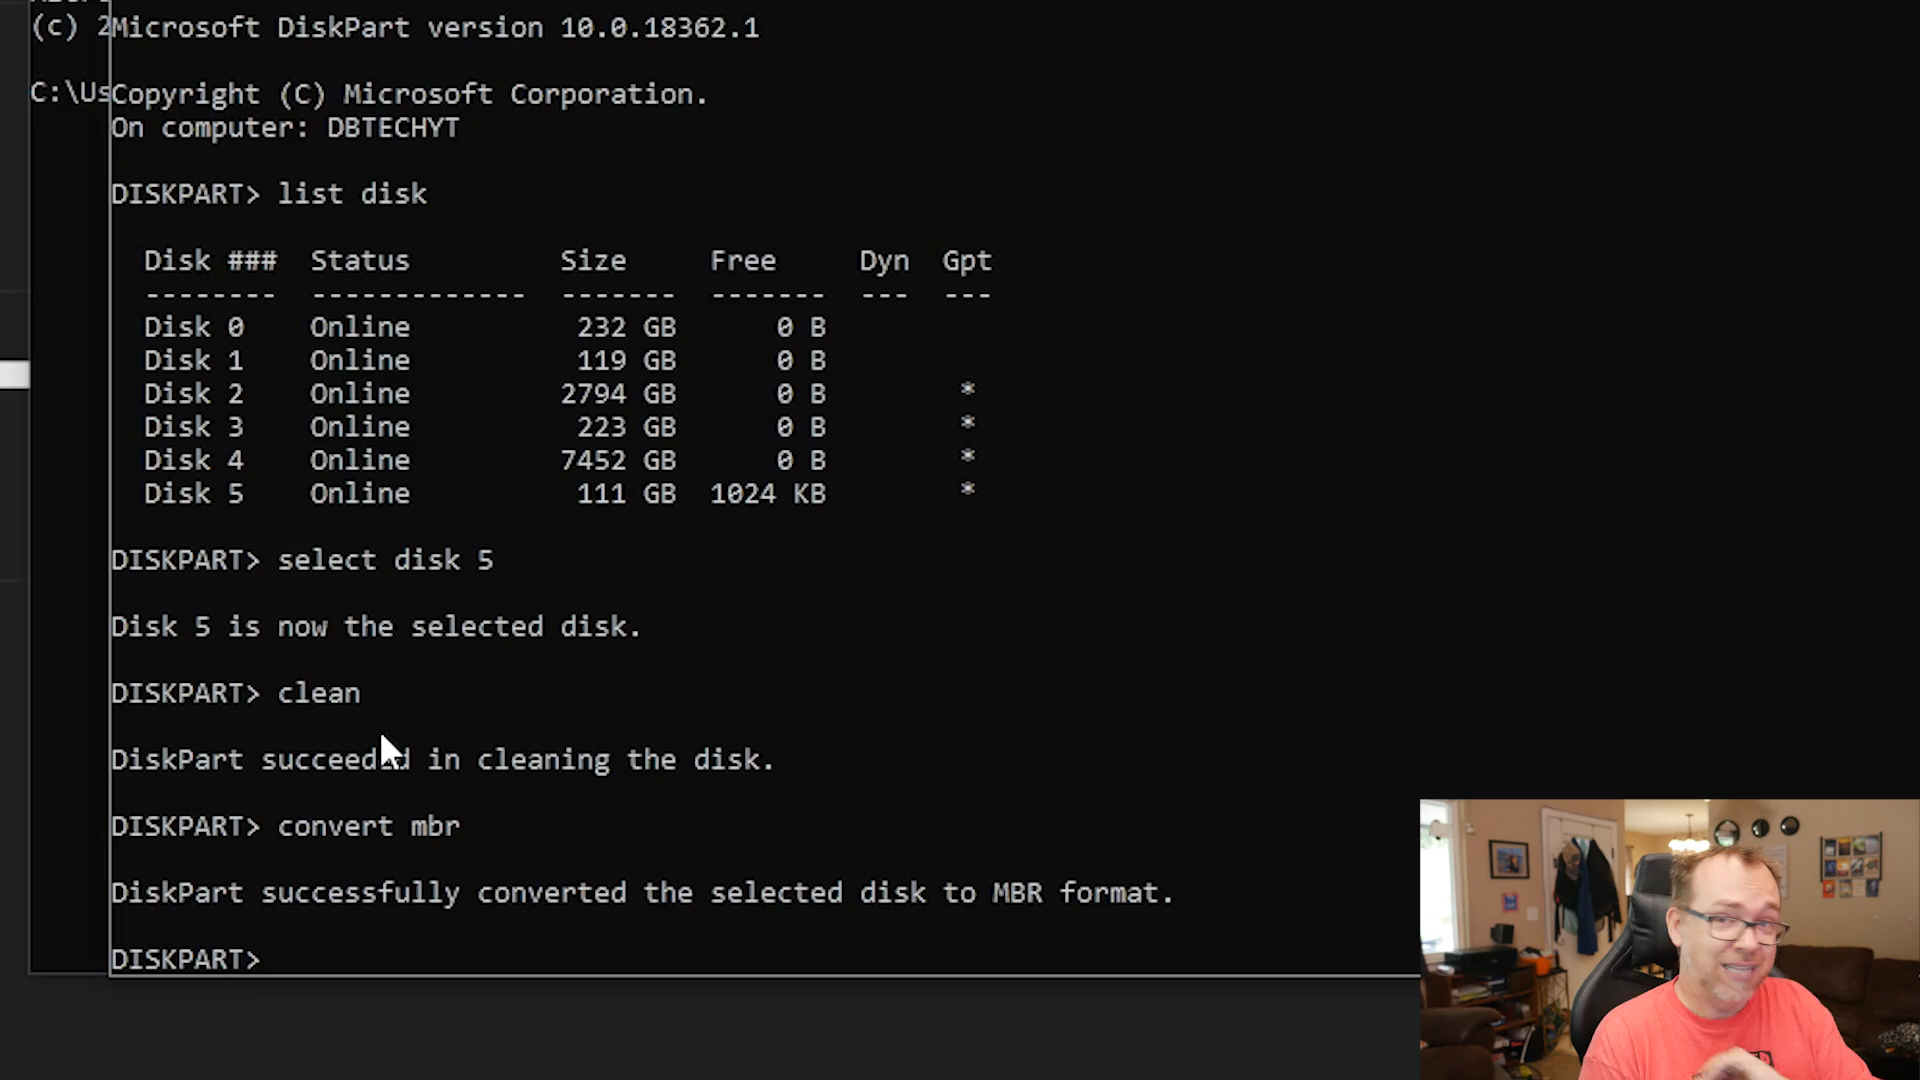 (c) 2
Microsoft DiskPart version 10.0.18362.1
C:\Us
Copyright (C) Microsoft Corporation.
On computer: DBTECHYT
DISKPART> list disk
Disk ### Status Size Free Dyn Gpt
-------- ------------- ------- ------- --- ---
Disk 0 Online 232 GB 0 B
Disk 1 Online 119 GB 0 B
Disk 2 Online 2794 GB 0 B *
Disk 3 Online 223 GB 0 B *
Disk 4 Online 7452 GB 0 B *
Disk 5 Online 111 GB 1024 KB *
DISKPART> select disk 5
Disk 5 is now the selected disk.
DISKPART> clean
DiskPart succeeded in cleaning the disk.
DISKPART> convert mbr
DiskPart successfully converted the selected disk to MBR format.
DISKPART>